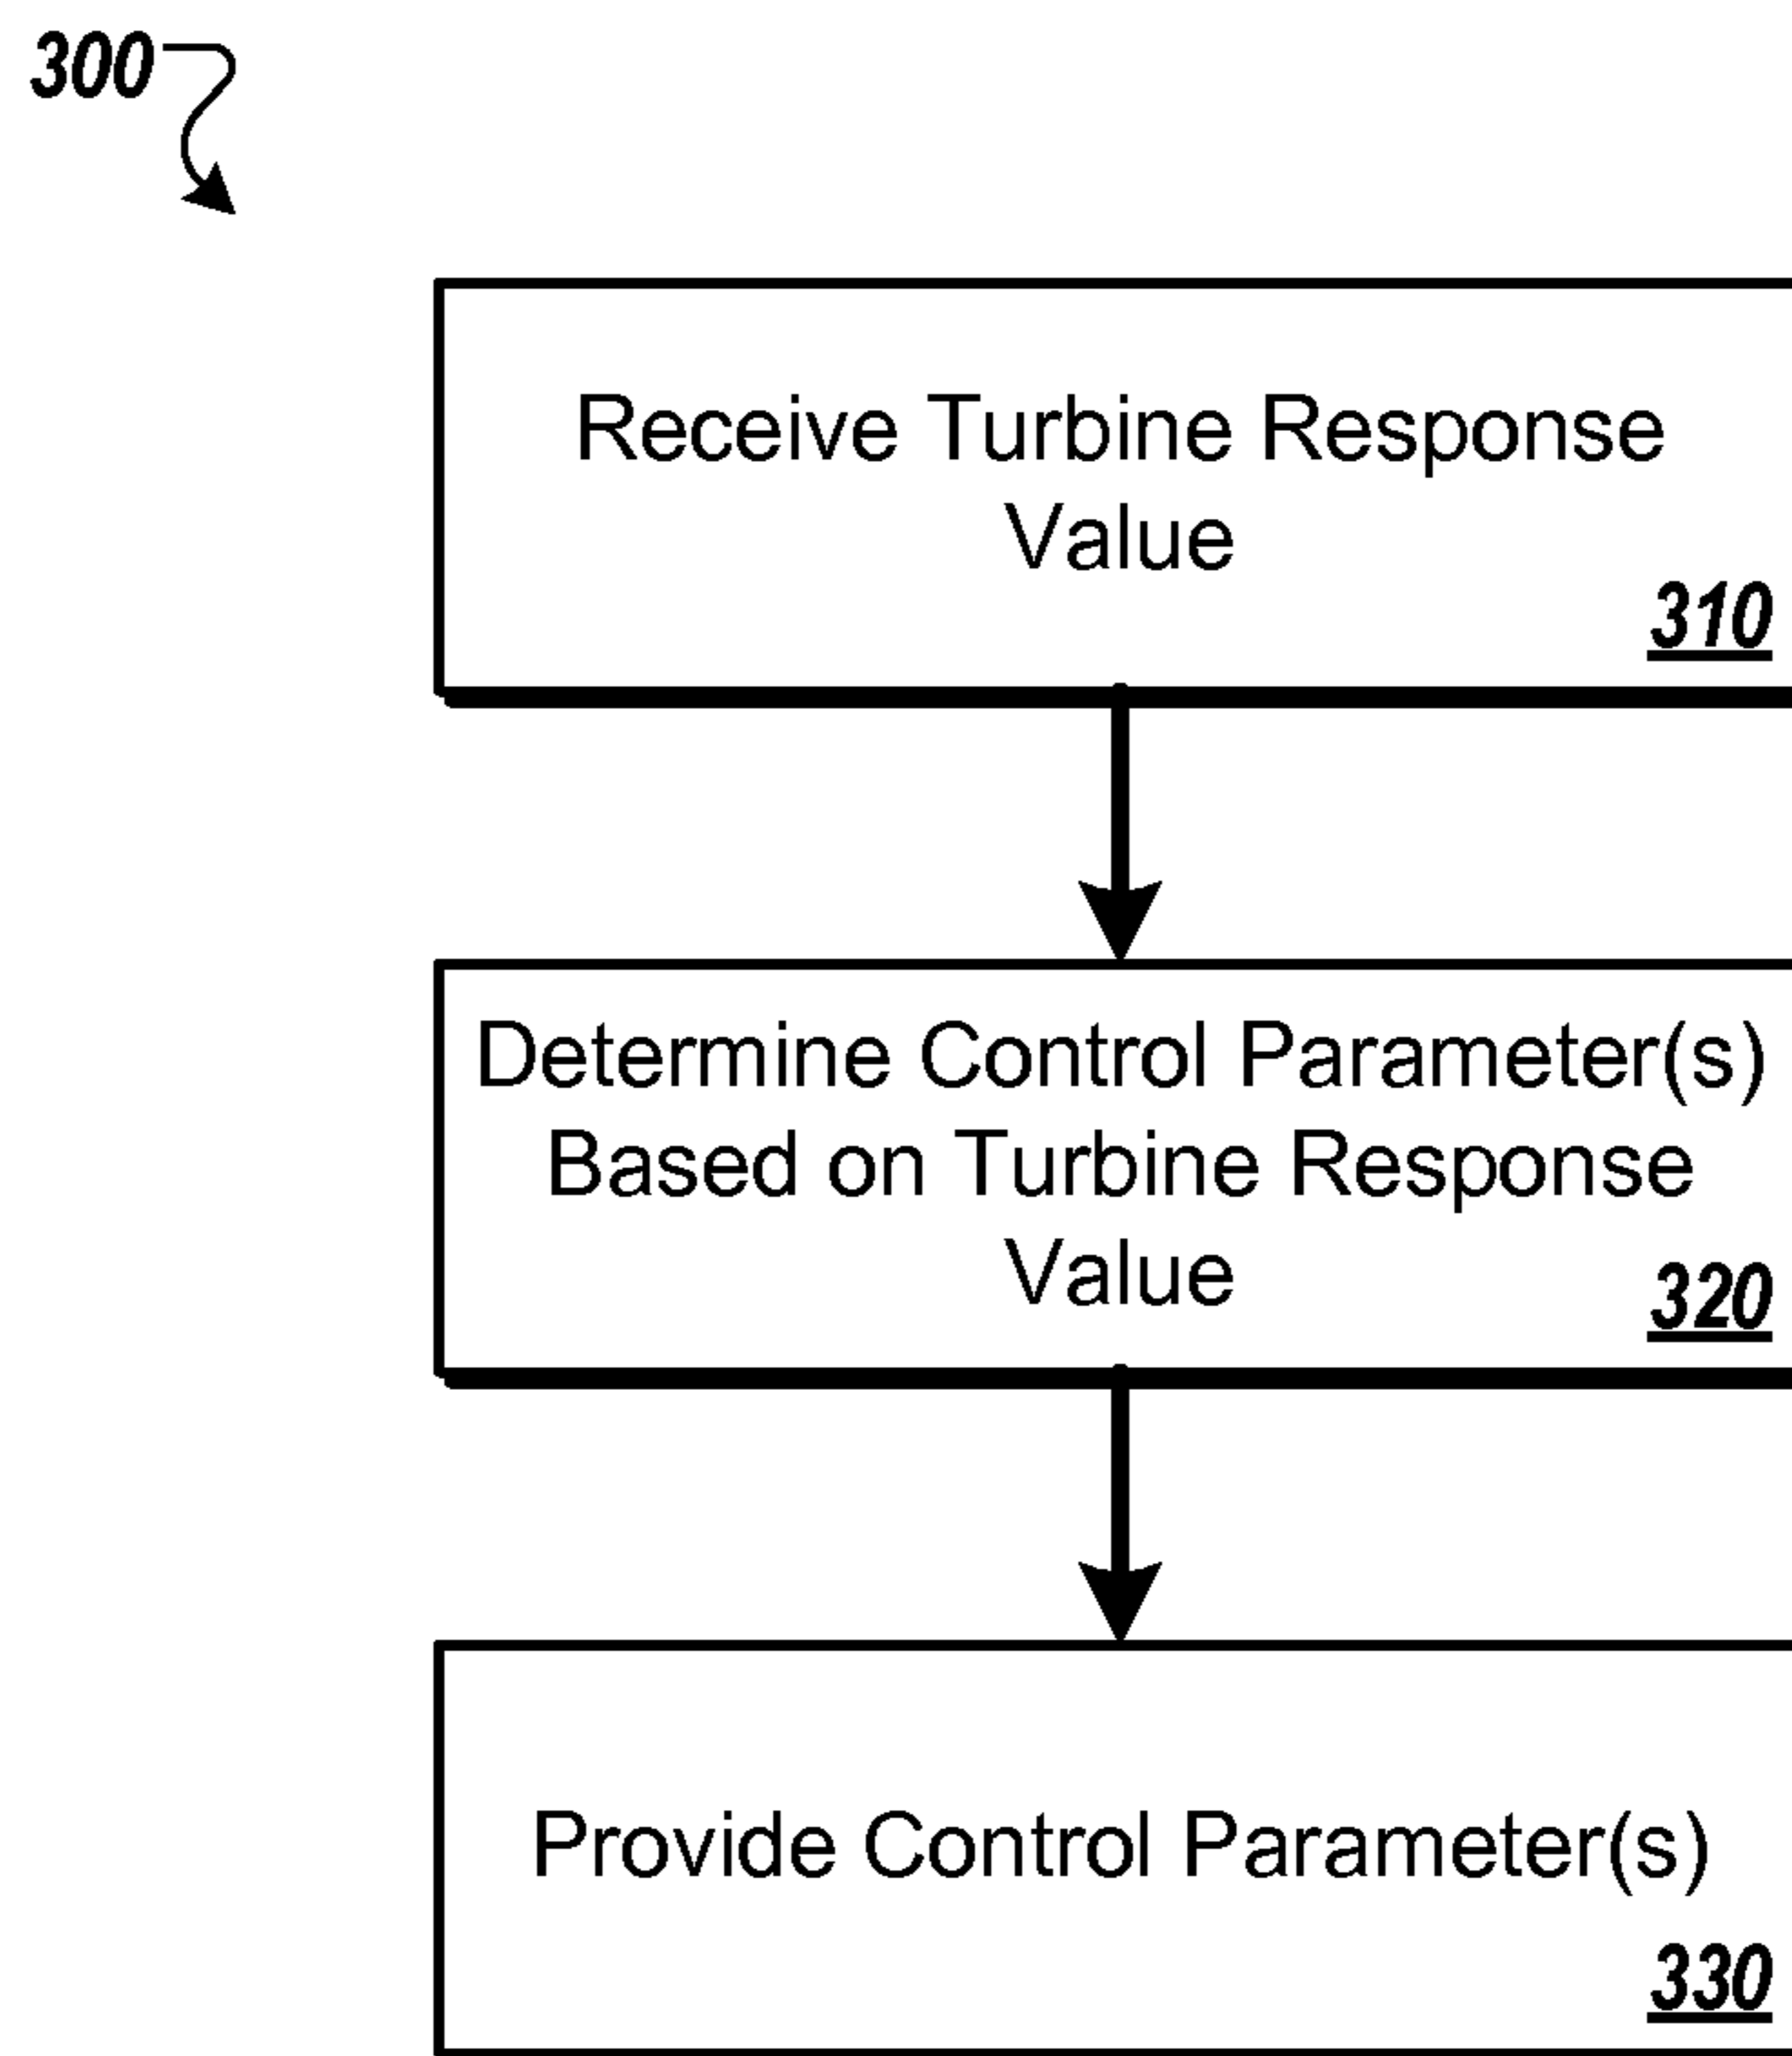 300
Receive Turbine Response
Value
310
Determine Control Parameter(s)
Based on Turbine Response
Value
320
Provide Control Parameter(s)
330